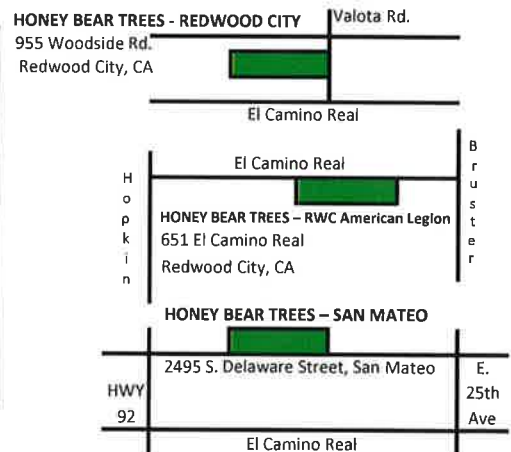 HONEY BEAR TREES - REDWOOD CITY
Valota Rd.
955 Woodside Rd.
Redwood City, CA
El Camino Real
El Camino Real
Hopkin
Bruster
HONEY BEAR TREES – RWC American Legion
651 El Camino Real
Redwood City, CA
HONEY BEAR TREES – SAN MATEO
2495 S. Delaware Street, San Mateo
HWY
92
E.
25th
Ave
El Camino Real